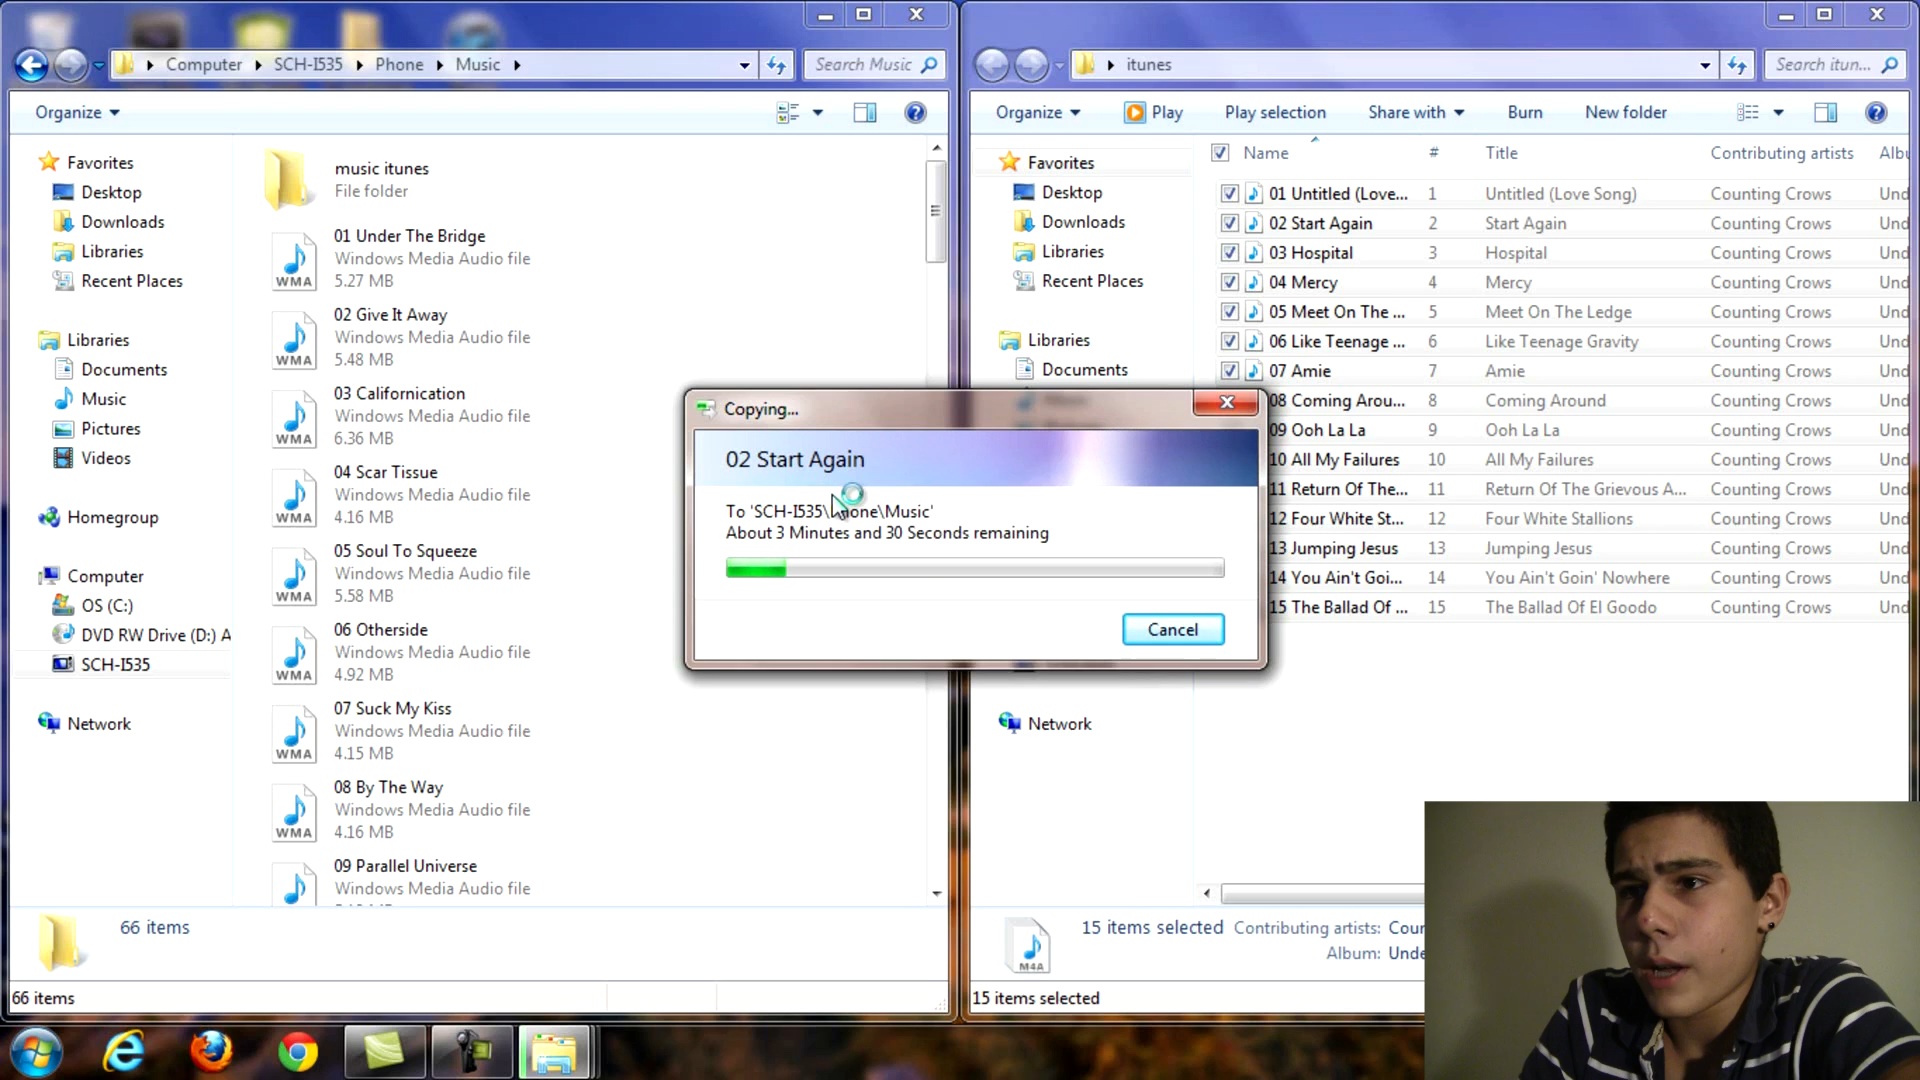 Computer SCH-I535 Phone Music
Search Music
Organize
Favorites
Desktop
Downloads
Libraries
Recent Places
Libraries
Documents
Music
Pictures
Videos
Homegroup
Computer
OS (C:)
DVD RW Drive (D:) A
SCH-I535
Network
music itunes
File folder
01 Under The Bridge
Windows Media Audio file
5.27 MB
WMA
02 Give It Away
Windows Media Audio file
5.48 MB
WMA
03 Californication
Windows Media Audio file
6.36 MB
WMA
04 Scar Tissue
Windows Media Audio file
4.16 MB
WMA
05 Soul To Squeeze
Windows Media Audio file
5.58 MB
WMA
06 Otherside
Windows Media Audio file
4.92 MB
WMA
07 Suck My Kiss
Windows Media Audio file
4.15 MB
WMA
08 By The Way
Windows Media Audio file
4.16 MB
WMA
09 Parallel Universe
Windows Media Audio file
66 items
66 items
Copying...
02 Start Again
To 'SCH-I535\Phone\Music'
About 3 Minutes and 30 Seconds remaining
Cancel
itunes
Search itun...
Organize Play Play selection Share with Burn New folder
Favorites
Desktop
Downloads
Libraries
Recent Places
Libraries
Documents
Network
Name # Title Contributing artists Albu
01 Untitled (Love... 1 Untitled (Love Song) Counting Crows Und
02 Start Again 2 Start Again Counting Crows Und
03 Hospital 3 Hospital Counting Crows Und
04 Mercy 4 Mercy Counting Crows Und
05 Meet On The ... 5 Meet On The Ledge Counting Crows Und
06 Like Teenage ... 6 Like Teenage Gravity Counting Crows Und
07 Amie 7 Amie Counting Crows Und
08 Coming Arou... 8 Coming Around Counting Crows Und
09 Ooh La La 9 Ooh La La Counting Crows Und
10 All My Failures 10 All My Failures Counting Crows Und
11 Return Of The... 11 Return Of The Grievous A... Counting Crows Und
12 Four White St... 12 Four White Stallions Counting Crows Und
13 Jumping Jesus 13 Jumping Jesus Counting Crows Und
14 You Ain't Goi... 14 You Ain't Goin' Nowhere Counting Crows Und
15 The Ballad Of ... 15 The Ballad Of El Goodo Counting Crows Und
M4A
15 items selected Contributing artists: Cour
Album: Unde
15 items selected